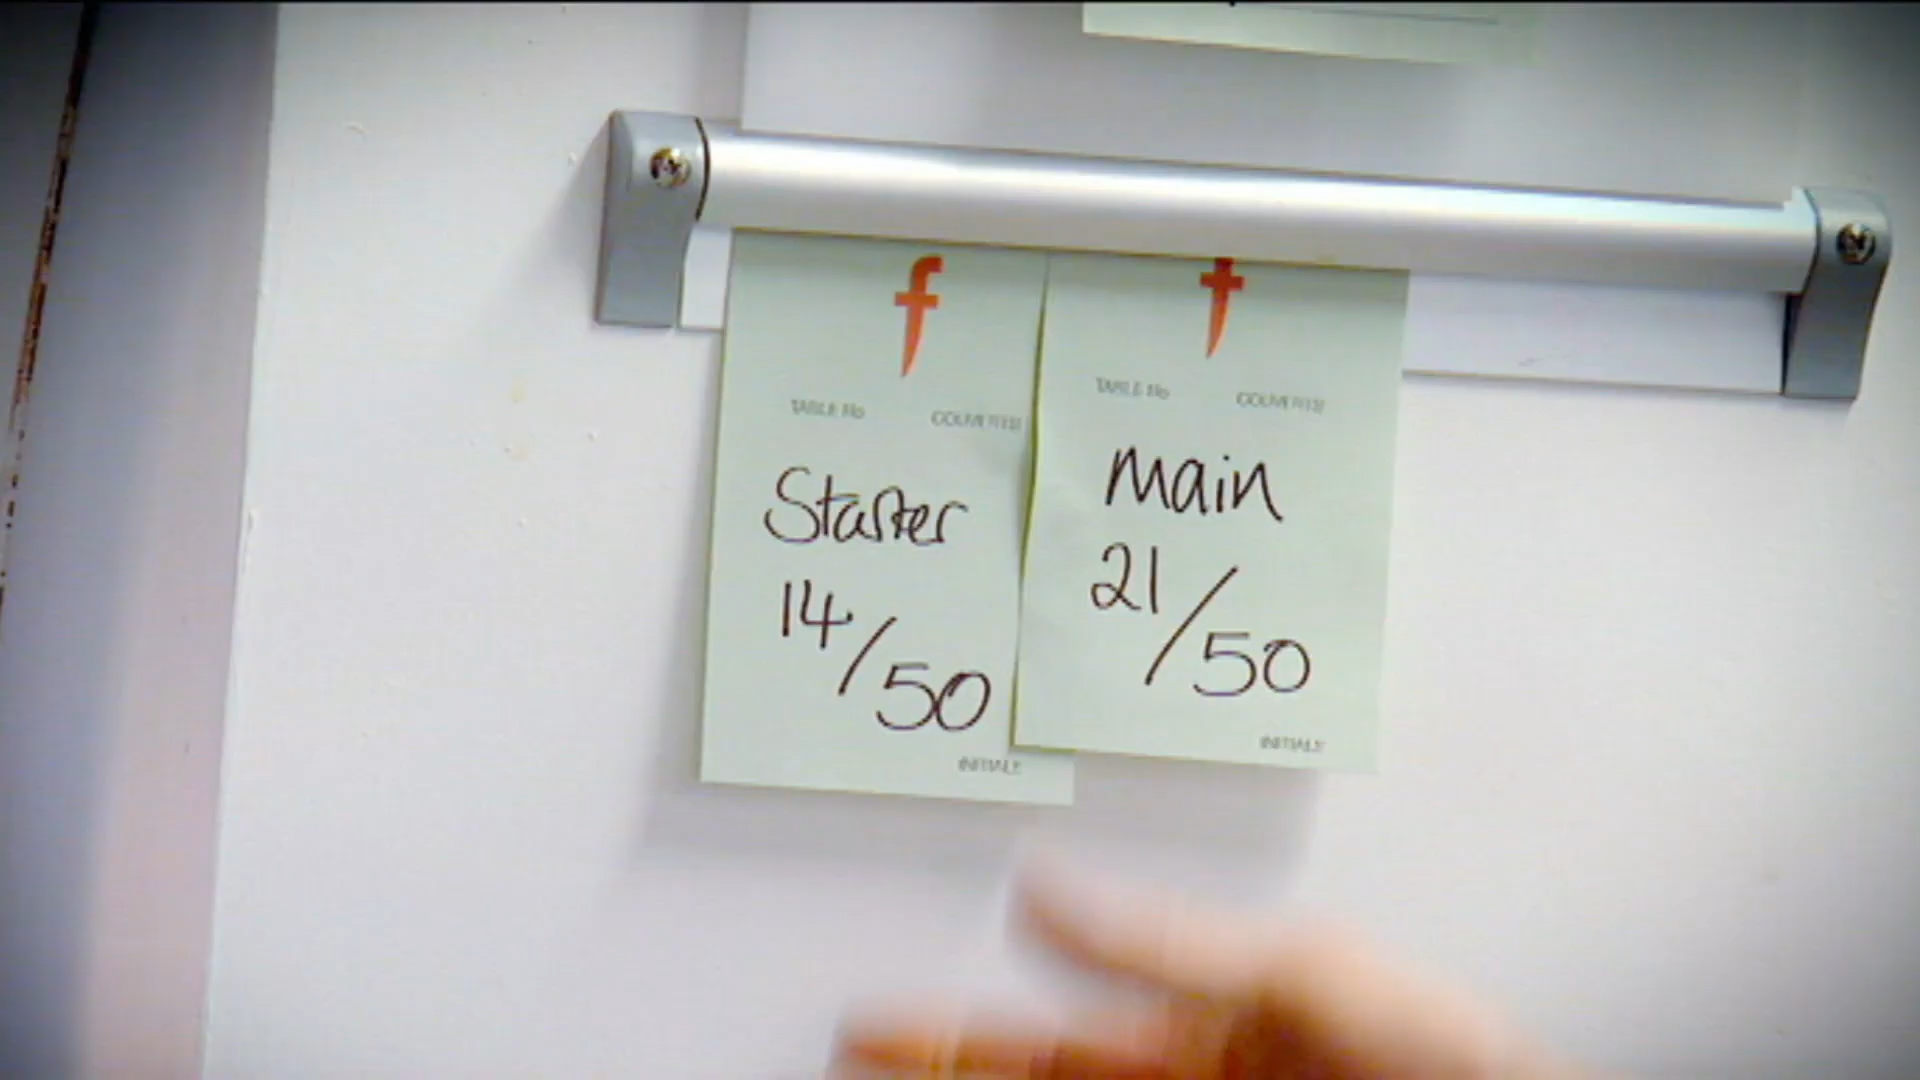 f
TABLE No COUVERTS
Starter
14/50
INITIALS
f
TABLE No COUVERTS
Main
21/50
INITIALS